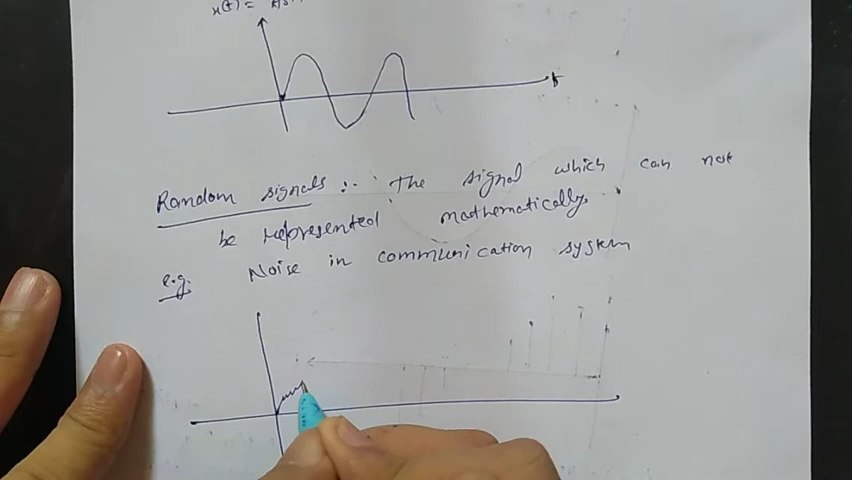 x(t) =
t
Random signals :- The signal which can not
be represented mathematically.
e.g. Noise in communication system